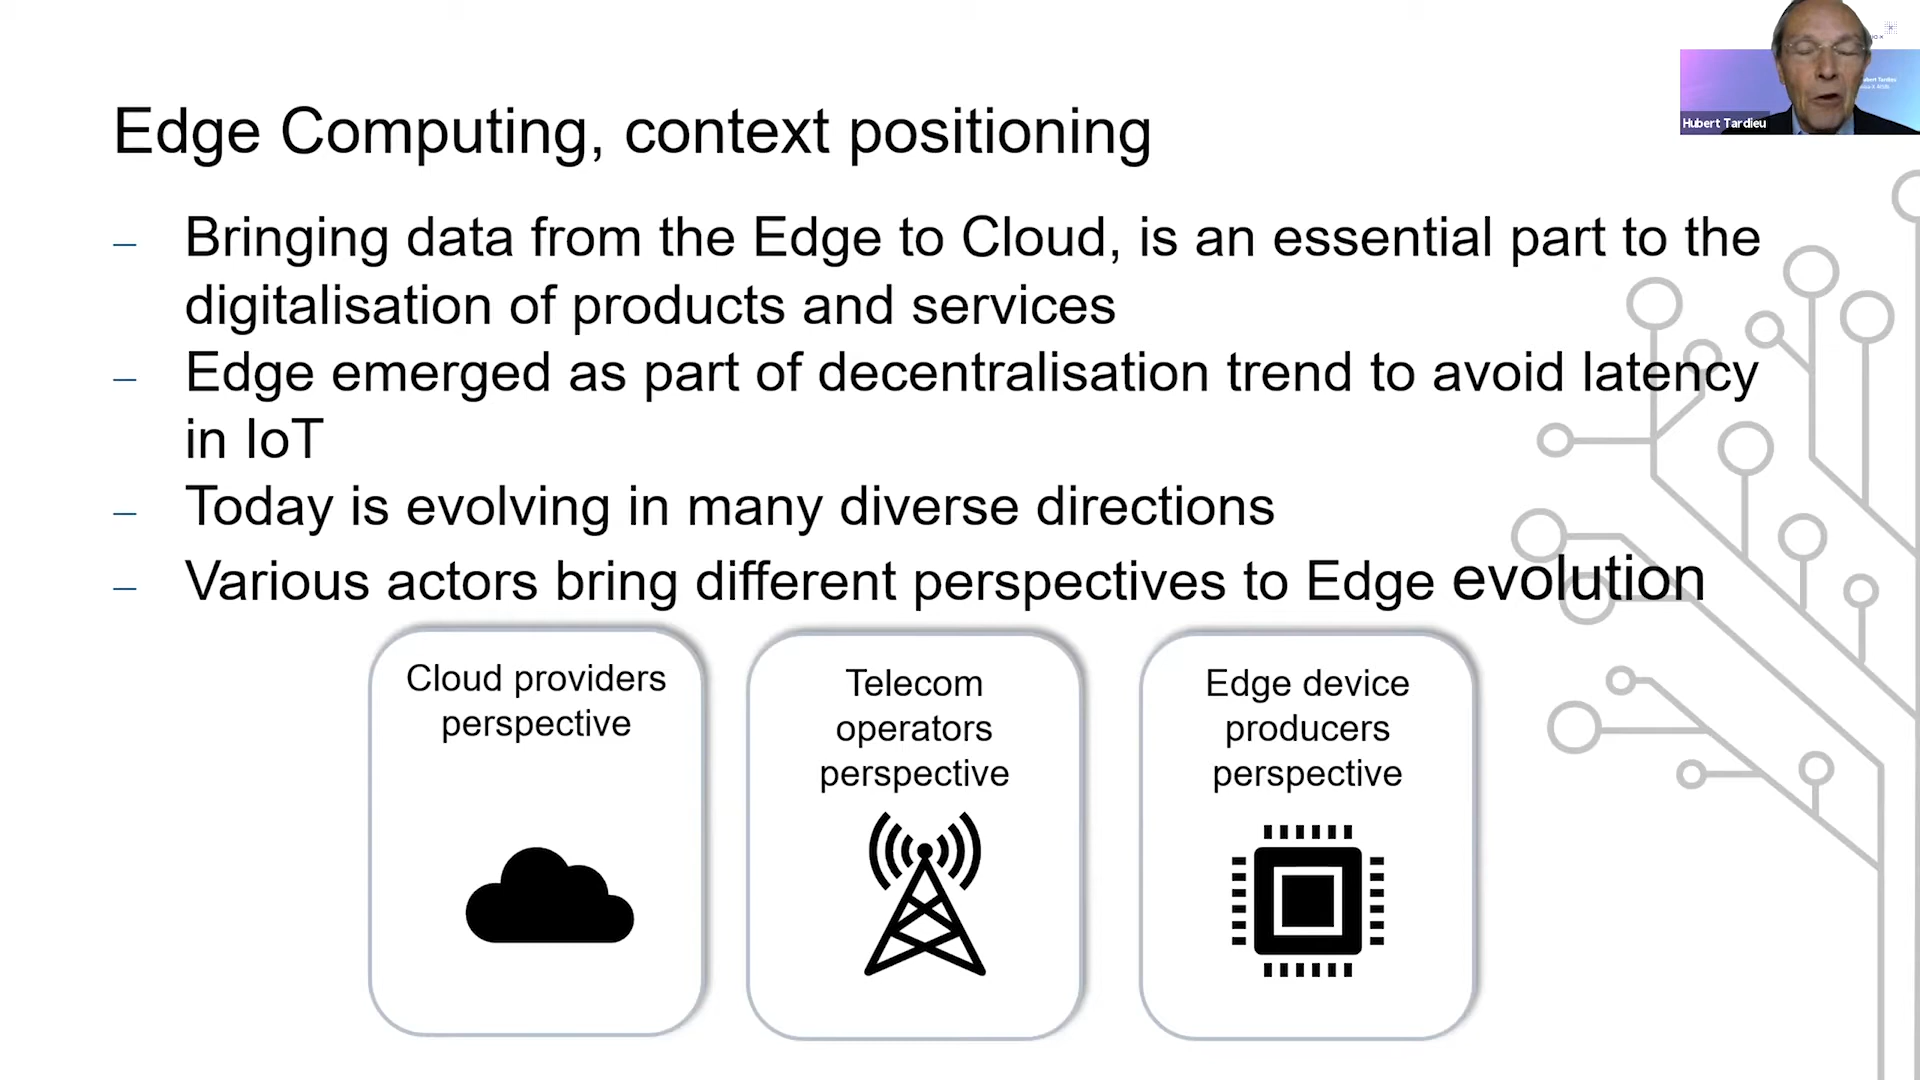 Edge Computing, context positioning
Hubert Tardieu
– Bringing data from the Edge to Cloud, is an essential part to the
digitalisation of products and services
– Edge emerged as part of decentralisation trend to avoid latency
in IoT
– Today is evolving in many diverse directions
– Various actors bring different perspectives to Edge evolution
Cloud providers
perspective
Telecom
operators
perspective
Edge device
producers
perspective